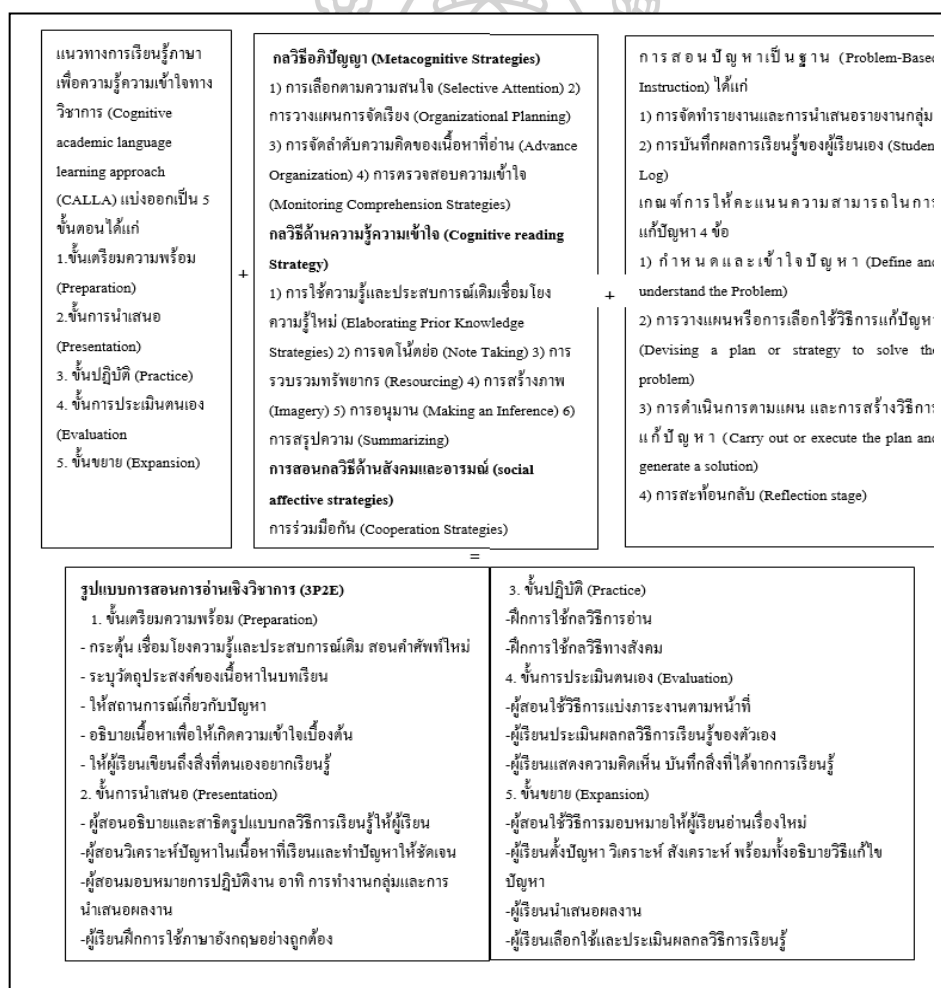 แนวทางการเรียนรู้ภาษา
เพื่อความรู้ความเข้าใจทาง
วิชาการ (Cognitive
academic language
learning approach
(CALLA) แบ่งออกเป็น 5
ขั้นตอนได้แก่
1.ขั้นเตรียมความพร้อม
(Preparation)
2.ขั้นการนำเสนอ
(Presentation)
3. ขั้นปฏิบัติ (Practice)
4. ขั้นการประเมินตนเอง
(Evaluation
5. ขั้นขยาย (Expansion)
+
กลวิธีอภิปัญญา (Metacognitive Strategies)
1) การเลือกตามความสนใจ (Selective Attention) 2)
การวางแผนการจัดเรียง (Organizational Planning)
3) การจัดลำดับความคิดของเนื้อหาที่อ่าน (Advance
Organization) 4) การตรวจสอบความเข้าใจ
(Monitoring Comprehension Strategies)
กลวิธีด้านความรู้ความเข้าใจ (Cognitive reading
Strategy)
1) การใช้ความรู้และประสบการณ์เดิมเชื่อมโยง
ความรู้ใหม่ (Elaborating Prior Knowledge
Strategies) 2) การจดโน้ตย่อ (Note Taking) 3) การ
รวบรวมทรัพยากร (Resourcing) 4) การสร้างภาพ
(Imagery) 5) การอนุมาน (Making an Inference) 6)
การสรุปความ (Summarizing)
การสอนกลวิธีด้านสังคมและอารมณ์ (social
affective strategies)
การร่วมมือกัน (Cooperation Strategies)
+
การสอนปัญหาเป็นฐาน (Problem-Based
Instruction) ได้แก่
1) การจัดทำรายงานและการนำเสนอรายงานกลุ่ม
2) การบันทึกผลการเรียนรู้ของผู้เรียนเอง (Studen
Log)
เกณฑ์การให้คะแนนความสามารถในการ
แก้ปัญหา 4 ข้อ
1) กำหนดและเข้าใจปัญหา (Define and
understand the Problem)
2) การวางแผนหรือการเลือกใช้วิธีการแก้ปัญหา
(Devising a plan or strategy to solve the
problem)
3) การดำเนินการตามแผน และการสร้างวิธีการ
แก้ปัญหา (Carry out or execute the plan and
generate a solution)
4) การสะท้อนกลับ (Reflection stage)
=
รูปแบบการสอนการอ่านเชิงวิชาการ (3P2E)
1. ขั้นเตรียมความพร้อม (Preparation)
- กระตุ้น เชื่อมโยงความรู้และประสบการณ์เดิม สอนคำศัพท์ใหม่
- ระบุวัตถุประสงค์ของเนื้อหาในบทเรียน
- ให้สถานการณ์เกี่ยวกับปัญหา
- อธิบายเนื้อหาเพื่อให้เกิดความเข้าใจเบื้องต้น
- ให้ผู้เรียนเขียนถึงสิ่งที่ตนเองอยากเรียนรู้
2. ขั้นการนำเสนอ (Presentation)
- ผู้สอนอธิบายและสาธิตรูปแบบกลวิธีการเรียนรู้ให้ผู้เรียน
-ผู้สอนวิเคราะห์ปัญหาในเนื้อหาที่เรียนและทำปัญหาให้ชัดเจน
-ผู้สอนมอบหมายการปฏิบัติงาน อาทิ การทำงานกลุ่มและการ
นำเสนอผลงาน
-ผู้เรียนฝึกการใช้ภาษาอังกฤษอย่างถูกต้อง
3. ขั้นปฏิบัติ (Practice)
-ฝึกการใช้กลวิธีการอ่าน
-ฝึกการใช้กลวิธีทางสังคม
4. ขั้นการประเมินตนเอง (Evaluation)
-ผู้สอนใช้วิธีการแบ่งภาระงานตามหน้าที่
-ผู้เรียนประเมินผลกลวิธีการเรียนรู้ของตัวเอง
-ผู้เรียนแสดงความคิดเห็น บันทึกสิ่งที่ได้จากการเรียนรู้
5. ขั้นขยาย (Expansion)
-ผู้สอนใช้วิธีการมอบหมายให้ผู้เรียนอ่านเรื่องใหม่
-ผู้เรียนตั้งปัญหา วิเคราะห์ สังเคราะห์ พร้อมทั้งอธิบายวิธีแก้ไข
ปัญหา
-ผู้เรียนนำเสนอผลงาน
-ผู้เรียนเลือกใช้และประเมินผลกลวิธีการเรียนรู้